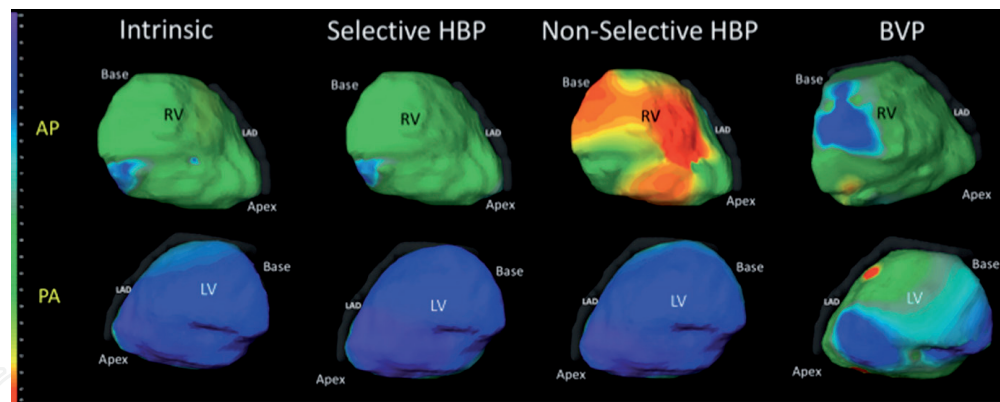 Intrinsic
Selective HBP
Non-Selective HBP
BVP
AP
Base
RV
LAD
Apex
Base
RV
LAD
Apex
Base
RV
LAD
Apex
Base
RV
LAD
Apex
PA
LAD
LV
Base
Apex
LAD
LV
Base
Apex
LAD
LV
Base
Apex
LAD
LV
Base
Apex